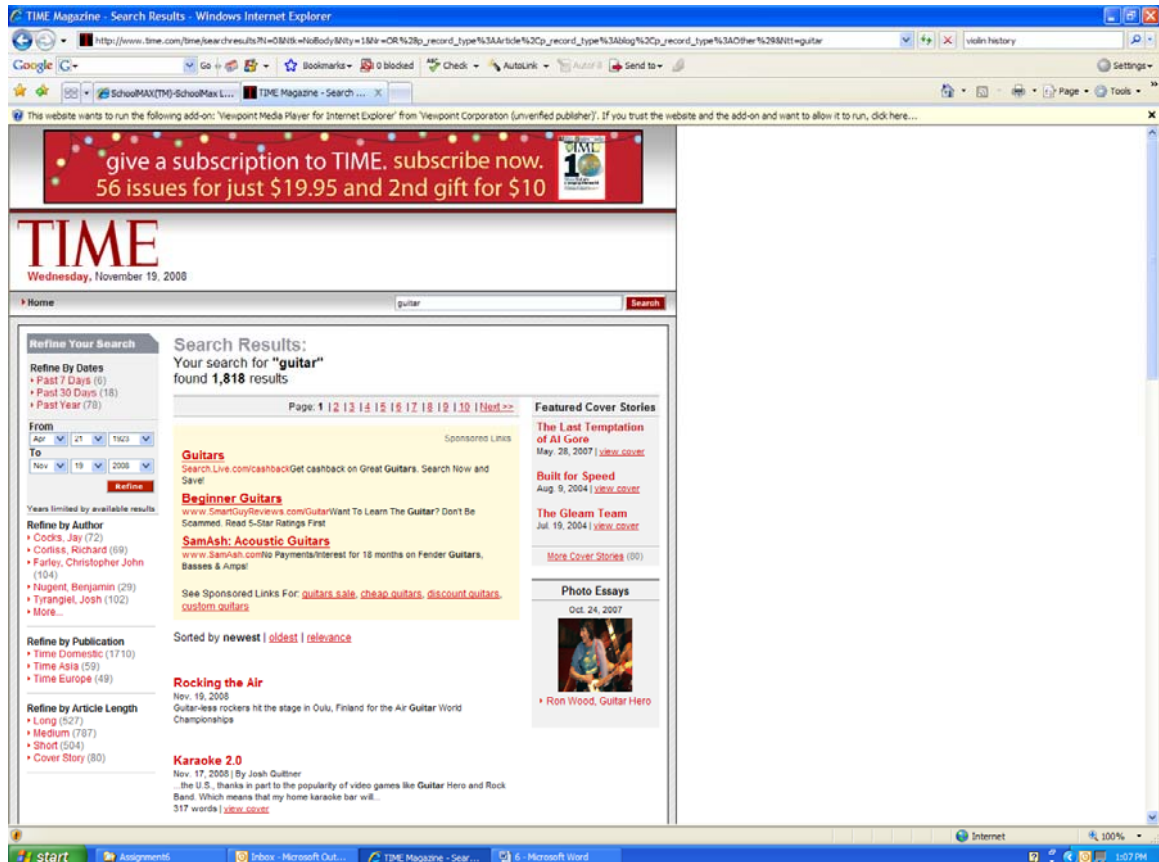 TIME Magazine - Search Results - Windows Internet Explorer
http://www.time.com/time/searchresults?N=0&Ntk=NoBody&Nty=1&Nr=OR%28p_record_type%3AArticle%2Cp_record_type%3Ablog%2Cp_record_type%3AOther%29&Ntt=guitar
violin history
Google
Go
Bookmarks
0 blocked
Check
AutoLink
AutoFill
Send to
Settings
SchoolMAX(TM)-SchoolMax L...
TIME Magazine - Search ...
Page
Tools
This website wants to run the following add-on: 'Viewpoint Media Player for Internet Explorer' from 'Viewpoint Corporation (unverified publisher)'. If you trust the website and the add-on and want to allow it to run, click here...
give a subscription to TIME. subscribe now.
56 issues for just $19.95 and 2nd gift for $10
TIME
10
TIME
Wednesday, November 19, 2008
Home
guitar
Search
Refine Your Search
Refine By Dates
Past 7 Days (6)
Past 30 Days (18)
Past Year (78)
From
Apr 21 1923
To
Nov 19 2008
Refine
Years limited by available results
Refine by Author
Cocks, Jay (72)
Corliss, Richard (69)
Farley, Christopher John
(104)
Nugent, Benjamin (29)
Tyrangiel, Josh (102)
More...
Refine by Publication
Time Domestic (1710)
Time Asia (59)
Time Europe (49)
Refine by Article Length
Long (527)
Medium (787)
Short (504)
Cover Story (80)
Search Results:
Your search for "guitar"
found 1,818 results
Page: 1 | 2 | 3 | 4 | 5 | 6 | 7 | 8 | 9 | 10 | Next >>
Sponsored Links
Guitars
Search.Live.com/cashbackGet cashback on Great Guitars. Search Now and
Save!
Beginner Guitars
www.SmartGuyReviews.com/GuitarWant To Learn The Guitar? Don't Be
Scammed. Read 5-Star Ratings First
SamAsh: Acoustic Guitars
www.SamAsh.comNo Payments/Interest for 18 months on Fender Guitars,
Basses & Amps!
See Sponsored Links For: guitars sale, cheap guitars, discount guitars,
custom guitars
Sorted by newest | oldest | relevance
Rocking the Air
Nov. 19, 2008
Guitar-less rockers hit the stage in Oulu, Finland for the Air Guitar World
Championships
Karaoke 2.0
Nov. 17, 2008 | By Josh Quittner
...the U.S., thanks in part to the popularity of video games like Guitar Hero and Rock
Band. Which means that my home karaoke bar will...
317 words | view cover
Featured Cover Stories
The Last Temptation
of Al Gore
May. 28, 2007 | view cover
Built for Speed
Aug. 9, 2004 | view cover
The Gleam Team
Jul. 19, 2004 | view cover
More Cover Stories (80)
Photo Essays
Oct. 24, 2007
Ron Wood, Guitar Hero
Internet
100%
start
Assignment6
Inbox - Microsoft Out...
TIME Magazine - Sear...
6 - Microsoft Word
1:07 PM